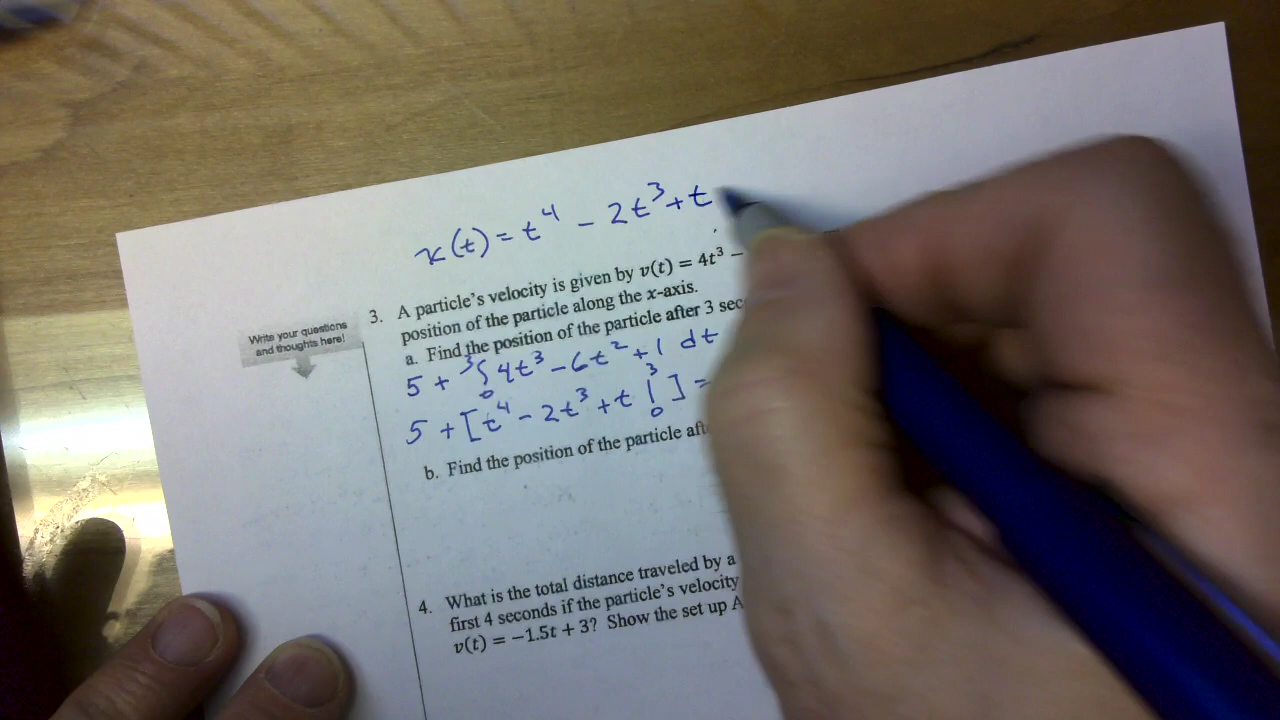 x(t) = t⁴ − 2t³ + t
3. A particle's velocity is given by v(t) = 4t³ −
position of the particle along the x-axis.
Write your questions
and thoughts here!
a. Find the position of the particle after 3
5 + ³∫₀ 4t³ − 6t² + 1 dt
5 + [t⁴ − 2t³ + t |₀³] =
b. Find the position of the particle
4. What is the total distance traveled by a
first 4 seconds if the particle's velocity
v(t) = −1.5t + 3? Show the set up